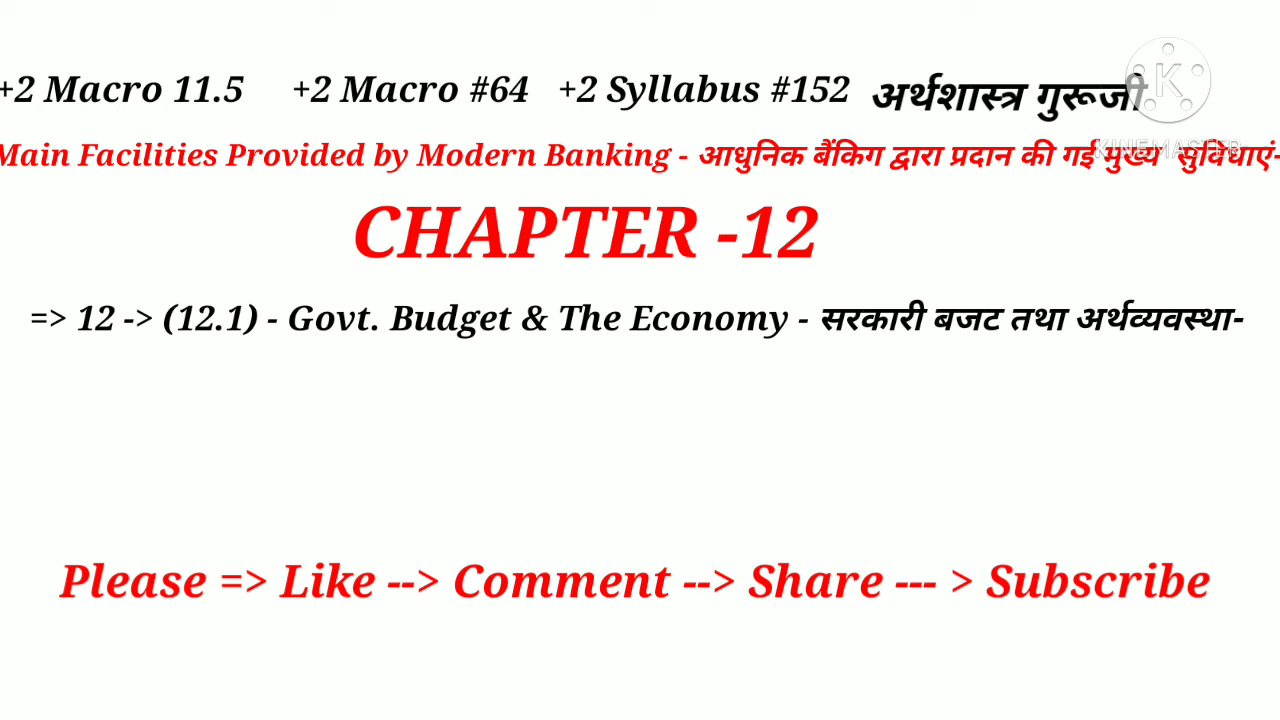 +2 Macro 11.5 +2 Macro #64 +2 Syllabus #152 अर्थशास्त्र गुरूजी
Main Facilities Provided by Modern Banking - आधुनिक बैंकिग द्वारा प्रदान की गई मुख्य सुविधाएं-
K
KINEMASTER
CHAPTER -12
=> 12 -> (12.1) - Govt. Budget & The Economy - सरकारी बजट तथा अर्थव्यवस्था-
Please => Like --> Comment --> Share --- > Subscribe